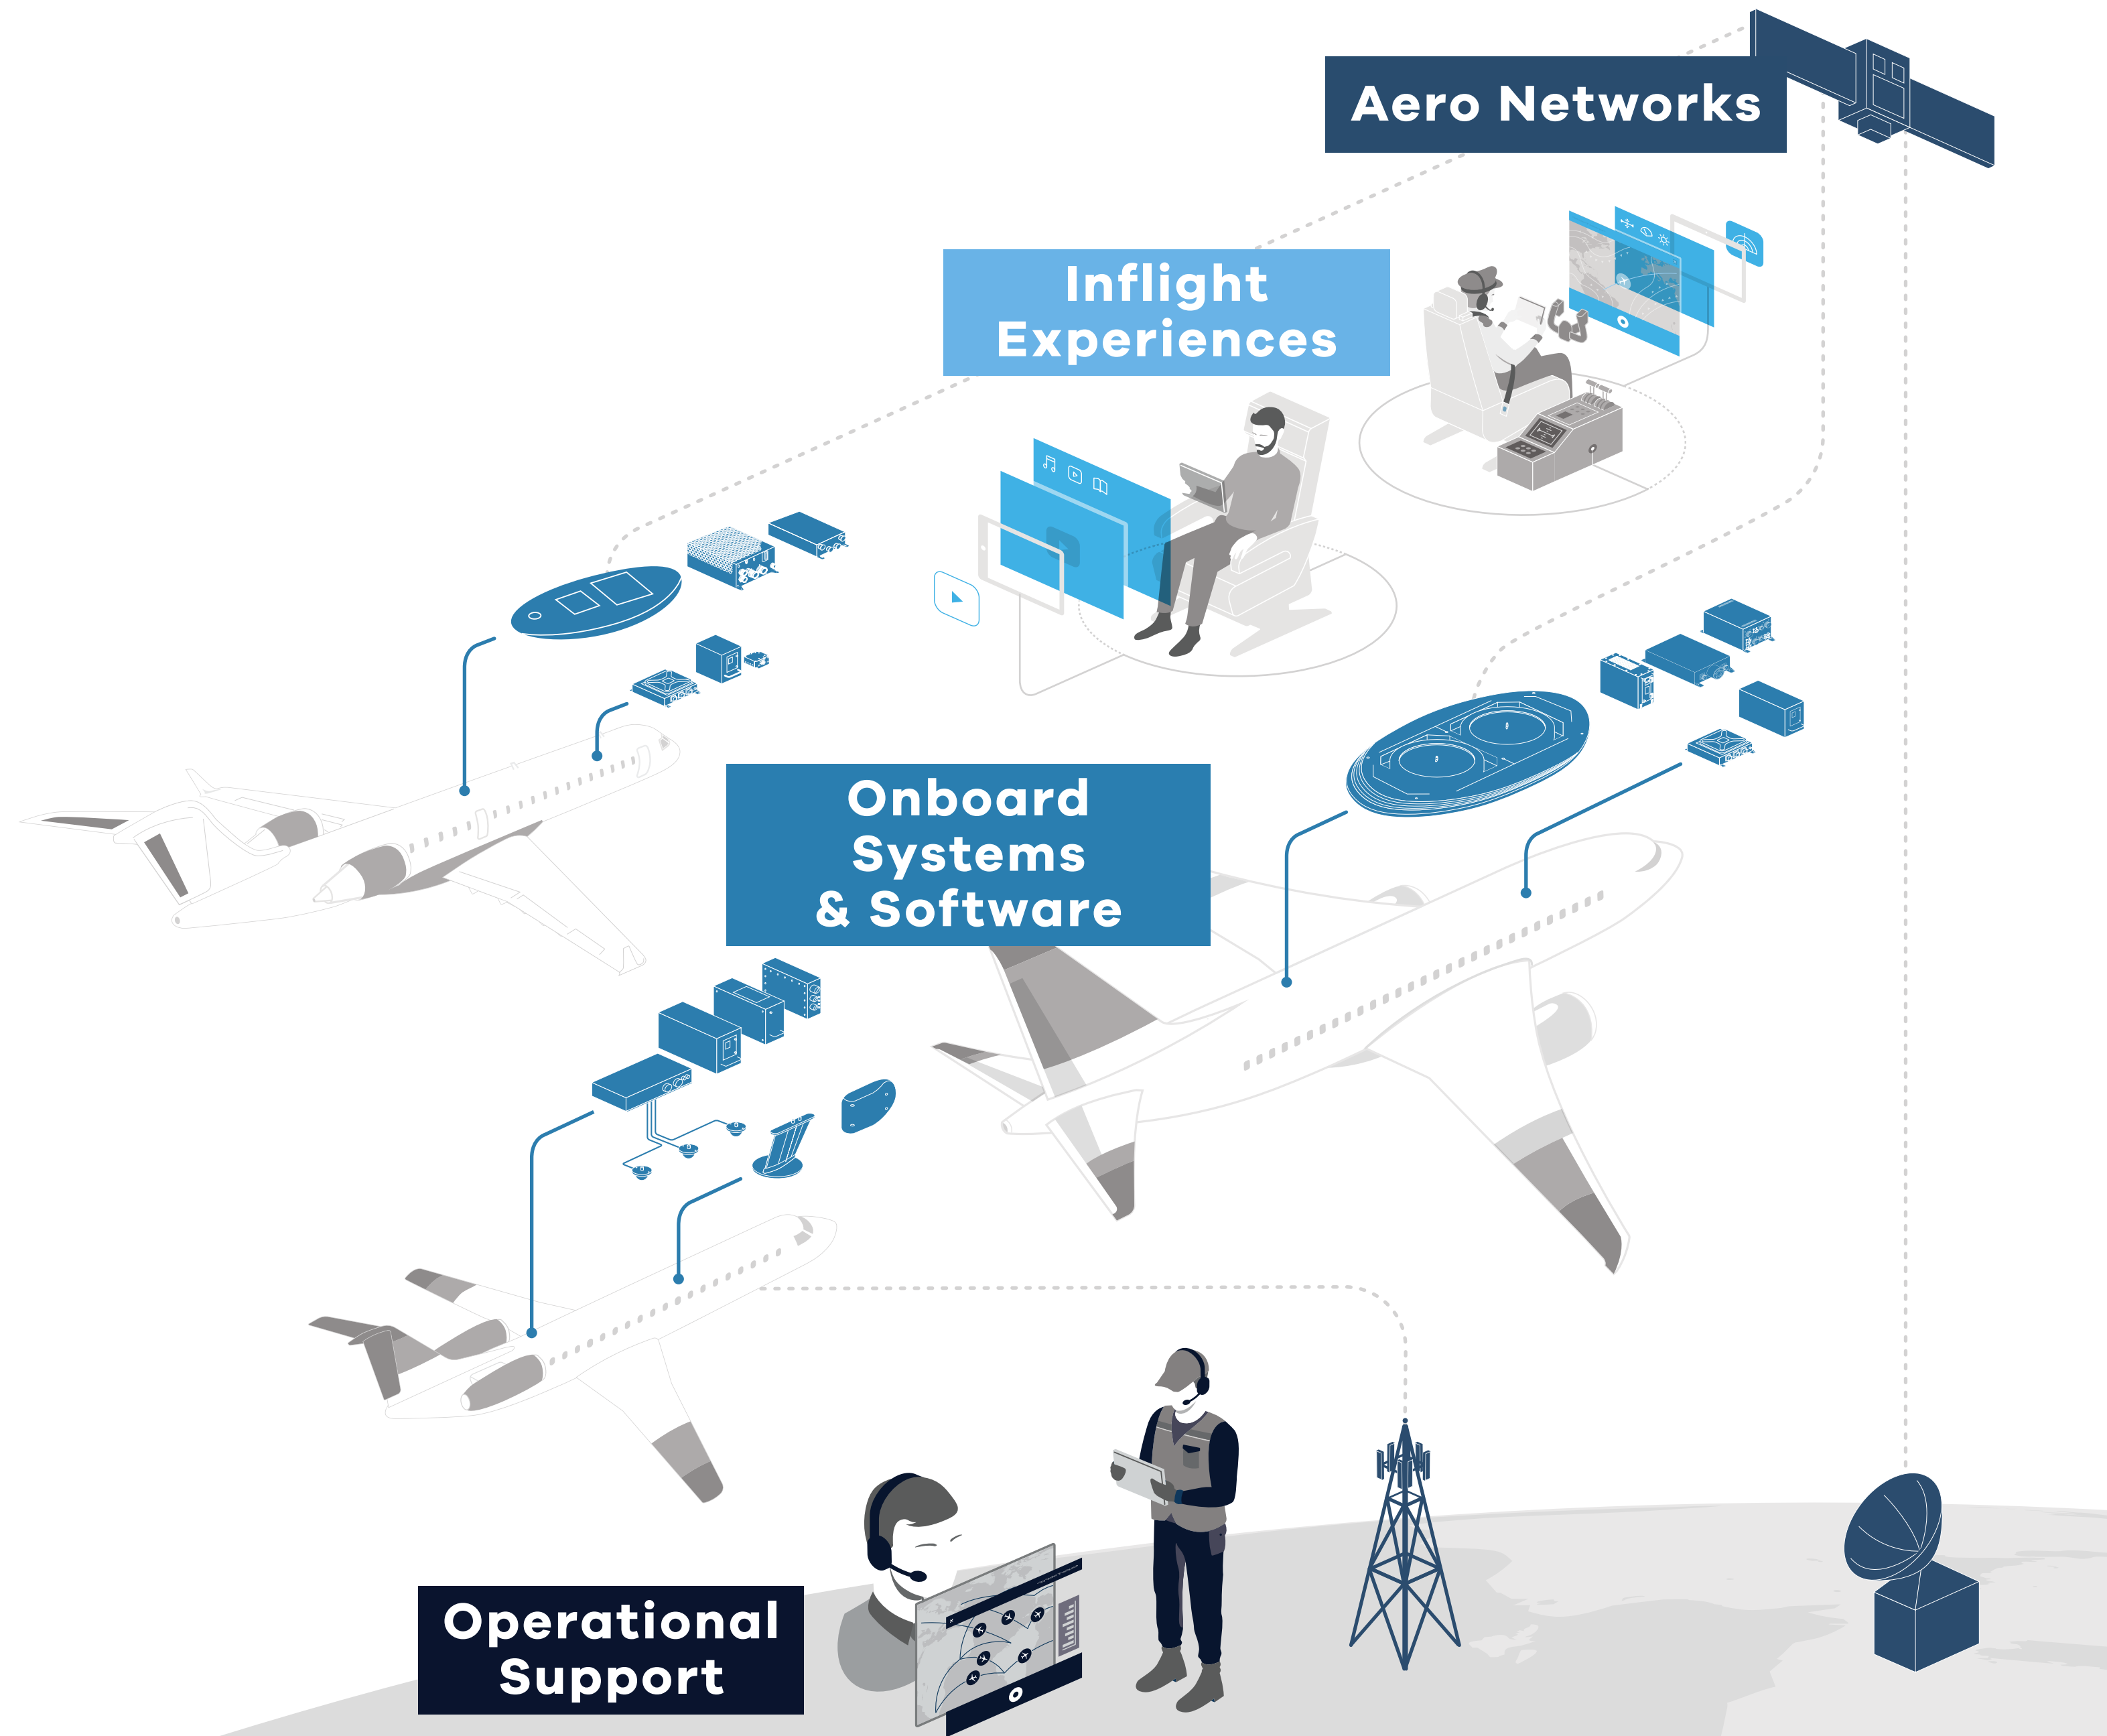 Aero Networks
Inflight
Experiences
Onboard
Systems
& Software
Operational
Support